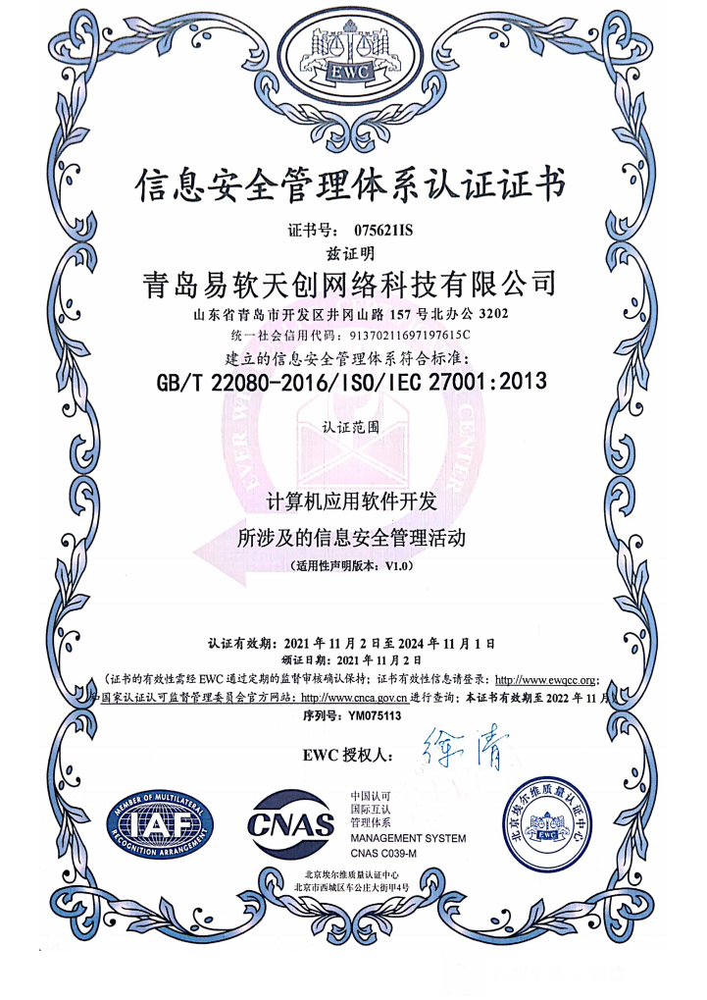 EWC
信息安全管理体系认证证书
证书号: 075621IS
兹证明
青岛易软天创网络科技有限公司
山东省青岛市开发区井冈山路 157 号北办公 3202
统一社会信用代码: 91370211697197615C
建立的信息安全管理体系符合标准:
GB/T 22080-2016/ISO/IEC 27001:2013
认证范围
计算机应用软件开发
所涉及的信息安全管理活动
(适用性声明版本: V1.0)
认证有效期: 2021 年 11 月 2 日至 2024 年 11 月 1 日
颁证日期: 2021 年 11 月 2 日
(证书的有效性需经 EWC 通过定期的监督审核确认保持; 证书有效性信息请登录: http://www.ewqcc.org;
国家认证认可监督管理委员会官方网站: http://www.cnca.gov.cn 进行查询; 本证书有效期至 2022 年 11 月
序列号: YM075113
EWC 授权人:
徐清
MEMBER OF MULTILATERAL
IAF
RECOGNITION ARRANGEMENT
CNAS
中国认可
国际互认
管理体系
MANAGEMENT SYSTEM
CNAS C039-M
北京埃尔维质量认证中心
EWC
北京埃尔维质量认证中心
北京市西城区车公庄大街甲4号
EVER
CENTER